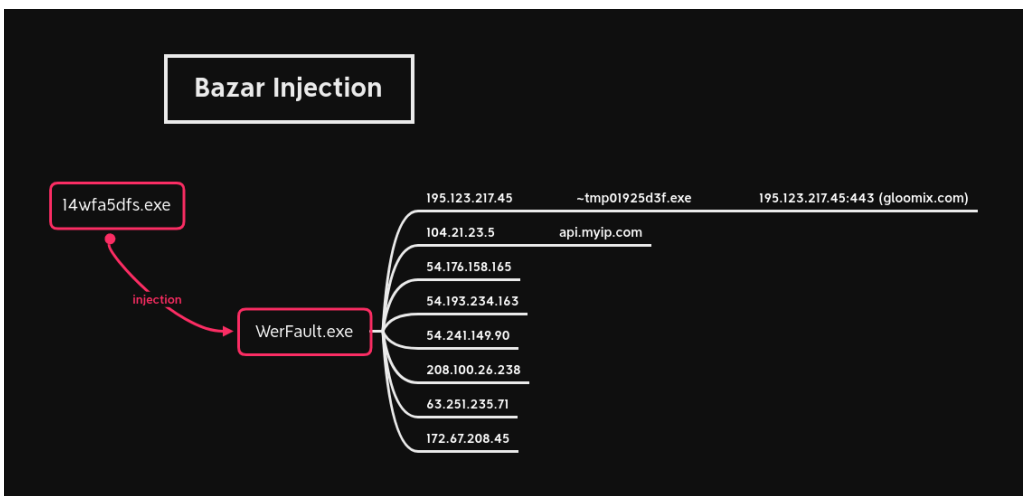 Bazar Injection
14wfa5dfs.exe
injection
WerFault.exe
195.123.217.45 ~tmp01925d3f.exe 195.123.217.45:443 (gloomix.com)
104.21.23.5 api.myip.com
54.176.158.165
54.193.234.163
54.241.149.90
208.100.26.238
63.251.235.71
172.67.208.45